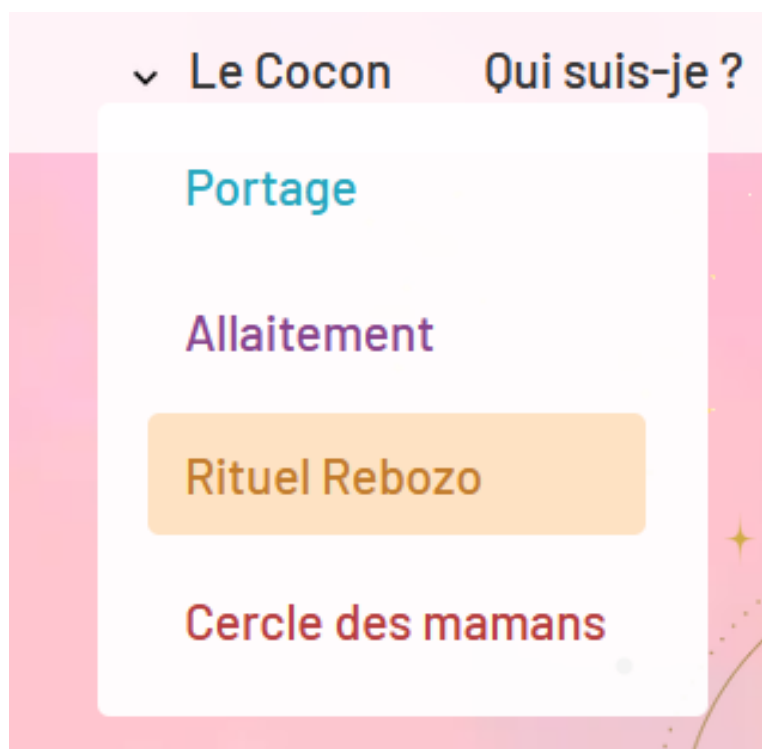 Le Cocon Qui suis-je ?
Portage
Allaitement
Rituel Rebozo
Cercle des mamans